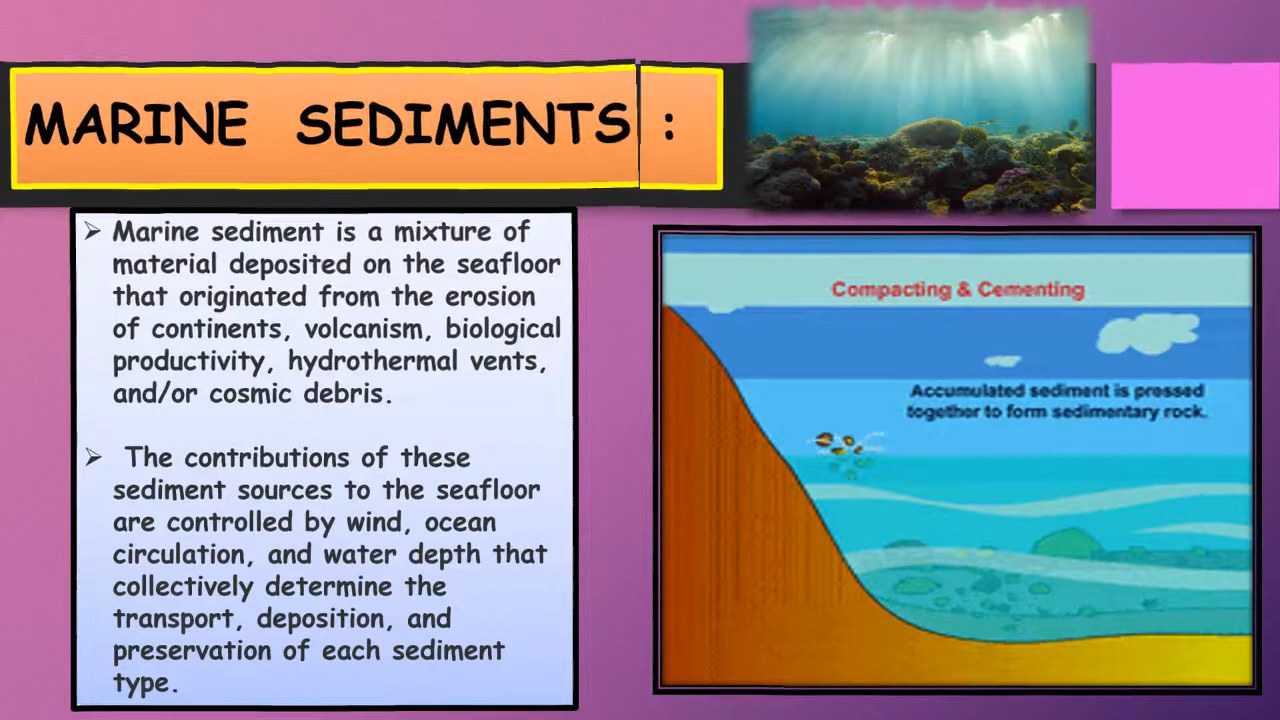 MARINE SEDIMENTS :
➢ Marine sediment is a mixture of
material deposited on the seafloor
that originated from the erosion
of continents, volcanism, biological
productivity, hydrothermal vents,
and/or cosmic debris.
➢ The contributions of these
sediment sources to the seafloor
are controlled by wind, ocean
circulation, and water depth that
collectively determine the
transport, deposition, and
preservation of each sediment
type.
Compacting & Cementing
Accumulated sediment is pressed
together to form sedimentary rock.